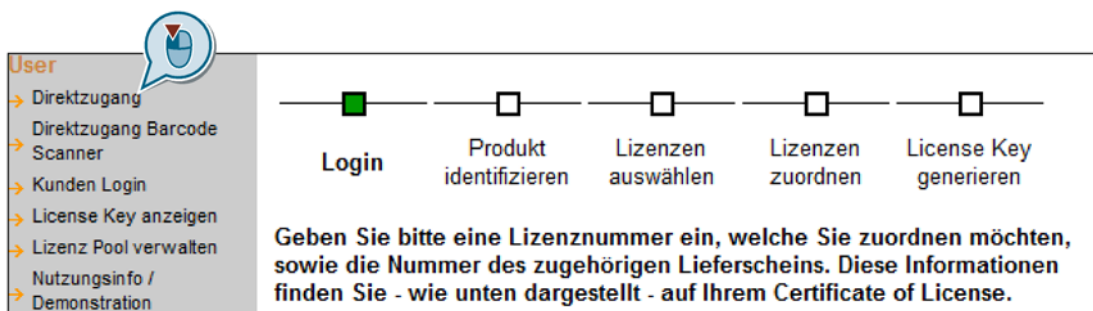 User
Direktzugang
Direktzugang Barcode
Scanner
Kunden Login
License Key anzeigen
Lizenz Pool verwalten
Nutzungsinfo /
Demonstration
Login
Produkt
identifizieren
Lizenzen
auswählen
Lizenzen
zuordnen
License Key
generieren
Geben Sie bitte eine Lizenznummer ein, welche Sie zuordnen möchten,
sowie die Nummer des zugehörigen Lieferscheins. Diese Informationen
finden Sie - wie unten dargestellt - auf Ihrem Certificate of License.